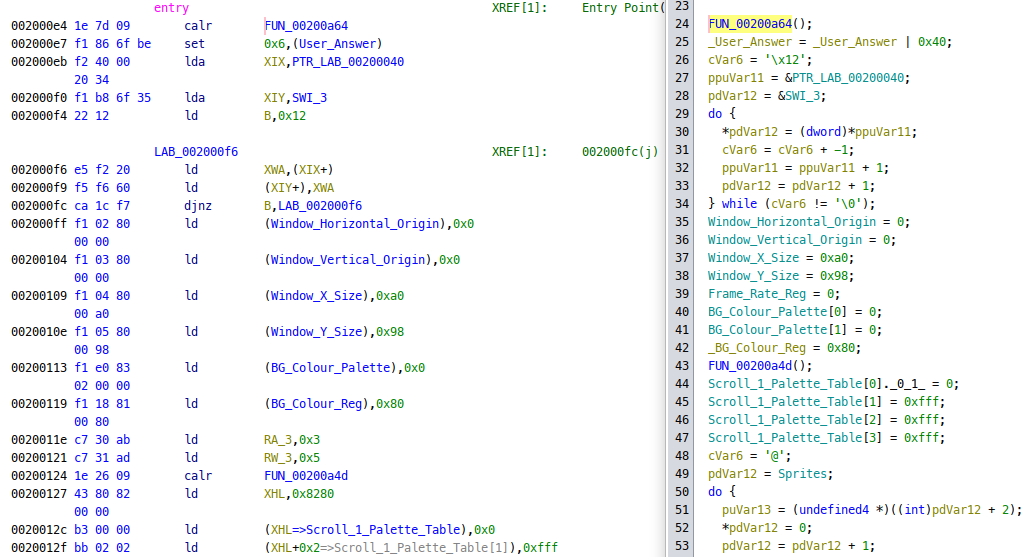 entry XREF[1]: Entry Point(
002000e4 1e 7d 09 calr FUN_00200a64
002000e7 f1 86 6f be set 0x6,(User_Answer)
002000eb f2 40 00 lda XIX,PTR_LAB_00200040
20 34
002000f0 f1 b8 6f 35 lda XIY,SWI_3
002000f4 22 12 ld B,0x12
LAB_002000f6 XREF[1]: 002000fc(j)
002000f6 e5 f2 20 ld XWA,(XIX+)
002000f9 f5 f6 60 ld (XIY+),XWA
002000fc ca 1c f7 djnz B,LAB_002000f6
002000ff f1 02 80 ld (Window_Horizontal_Origin),0x0
00 00
00200104 f1 03 80 ld (Window_Vertical_Origin),0x0
00 00
00200109 f1 04 80 ld (Window_X_Size),0xa0
00 a0
0020010e f1 05 80 ld (Window_Y_Size),0x98
00 98
00200113 f1 e0 83 ld (BG_Colour_Palette),0x0
02 00 00
00200119 f1 18 81 ld (BG_Colour_Reg),0x80
00 80
0020011e c7 30 ab ld RA_3,0x3
00200121 c7 31 ad ld RW_3,0x5
00200124 1e 26 09 calr FUN_00200a4d
00200127 43 80 82 ld XHL,0x8280
00 00
0020012c b3 00 00 ld (XHL=>Scroll_1_Palette_Table),0x0
0020012f bb 02 02 ld (XHL+0x2=>Scroll_1_Palette_Table[1]),0xfff
23
24 FUN_00200a64();
25 _User_Answer = _User_Answer | 0x40;
26 cVar6 = '\x12';
27 ppuVar11 = &PTR_LAB_00200040;
28 pdVar12 = &SWI_3;
29 do {
30 *pdVar12 = (dword)*ppuVar11;
31 cVar6 = cVar6 + -1;
32 ppuVar11 = ppuVar11 + 1;
33 pdVar12 = pdVar12 + 1;
34 } while (cVar6 != '\0');
35 Window_Horizontal_Origin = 0;
36 Window_Vertical_Origin = 0;
37 Window_X_Size = 0xa0;
38 Window_Y_Size = 0x98;
39 Frame_Rate_Reg = 0;
40 BG_Colour_Palette[0] = 0;
41 BG_Colour_Palette[1] = 0;
42 _BG_Colour_Reg = 0x80;
43 FUN_00200a4d();
44 Scroll_1_Palette_Table[0]._0_1_ = 0;
45 Scroll_1_Palette_Table[1] = 0xfff;
46 Scroll_1_Palette_Table[2] = 0xfff;
47 Scroll_1_Palette_Table[3] = 0xfff;
48 cVar6 = '@';
49 pdVar12 = Sprites;
50 do {
51 puVar13 = (undefined4 *)((int)pdVar12 + 2);
52 *pdVar12 = 0;
53 pdVar12 = pdVar12 + 1;